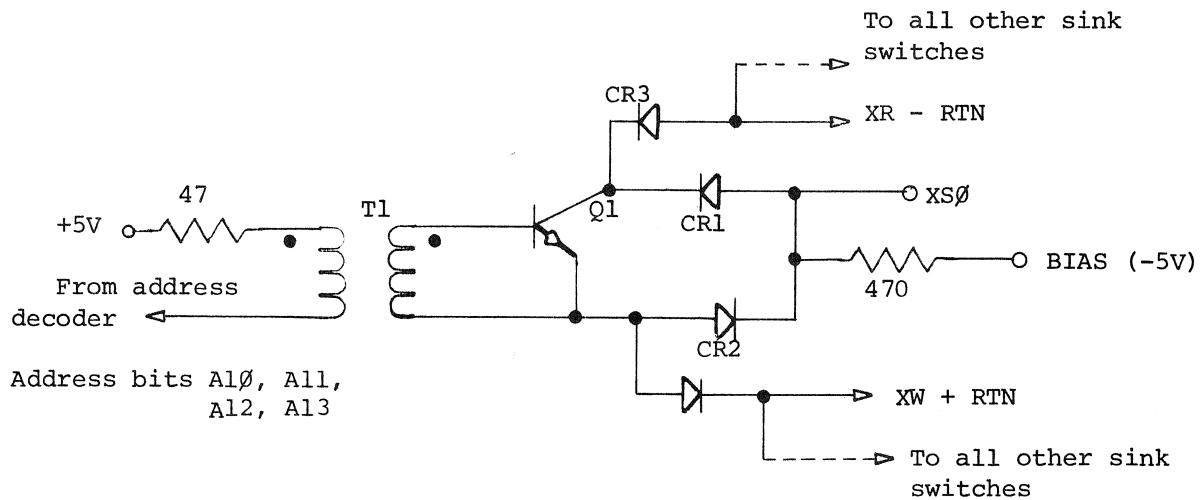 To all other sink
switches
CR3
XR - RTN
47
T1
Q1
CR1
XSØ
+5V
BIAS (-5V)
470
From address
decoder
CR2
Address bits A1Ø, A11,
A12, A13
XW + RTN
To all other sink
switches